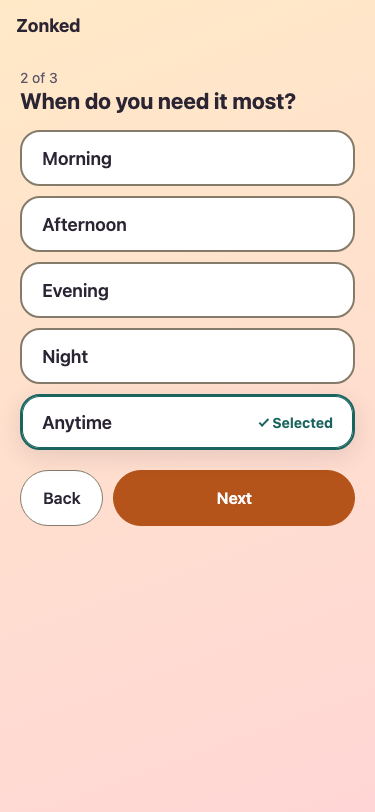 Zonked
2 of 3
When do you need it most?
Morning
Afternoon
Evening
Night
Anytime ✓ Selected
Back Next